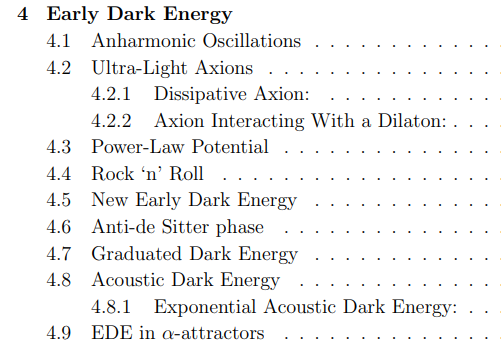 4 Early Dark Energy
4.1 Anharmonic Oscillations . . . . . . . . . . . .
4.2 Ultra-Light Axions . . . . . . . . . . . . . . .
4.2.1 Dissipative Axion: . . . . . . . . . . .
4.2.2 Axion Interacting With a Dilaton: . . .
4.3 Power-Law Potential . . . . . . . . . . . . . .
4.4 Rock ‘n’ Roll . . . . . . . . . . . . . . . . . .
4.5 New Early Dark Energy . . . . . . . . . . . .
4.6 Anti-de Sitter phase . . . . . . . . . . . . . .
4.7 Graduated Dark Energy . . . . . . . . . . . .
4.8 Acoustic Dark Energy . . . . . . . . . . . . .
4.8.1 Exponential Acoustic Dark Energy: . .
4.9 EDE in α-attractors . . . . . . . . . . . . . .